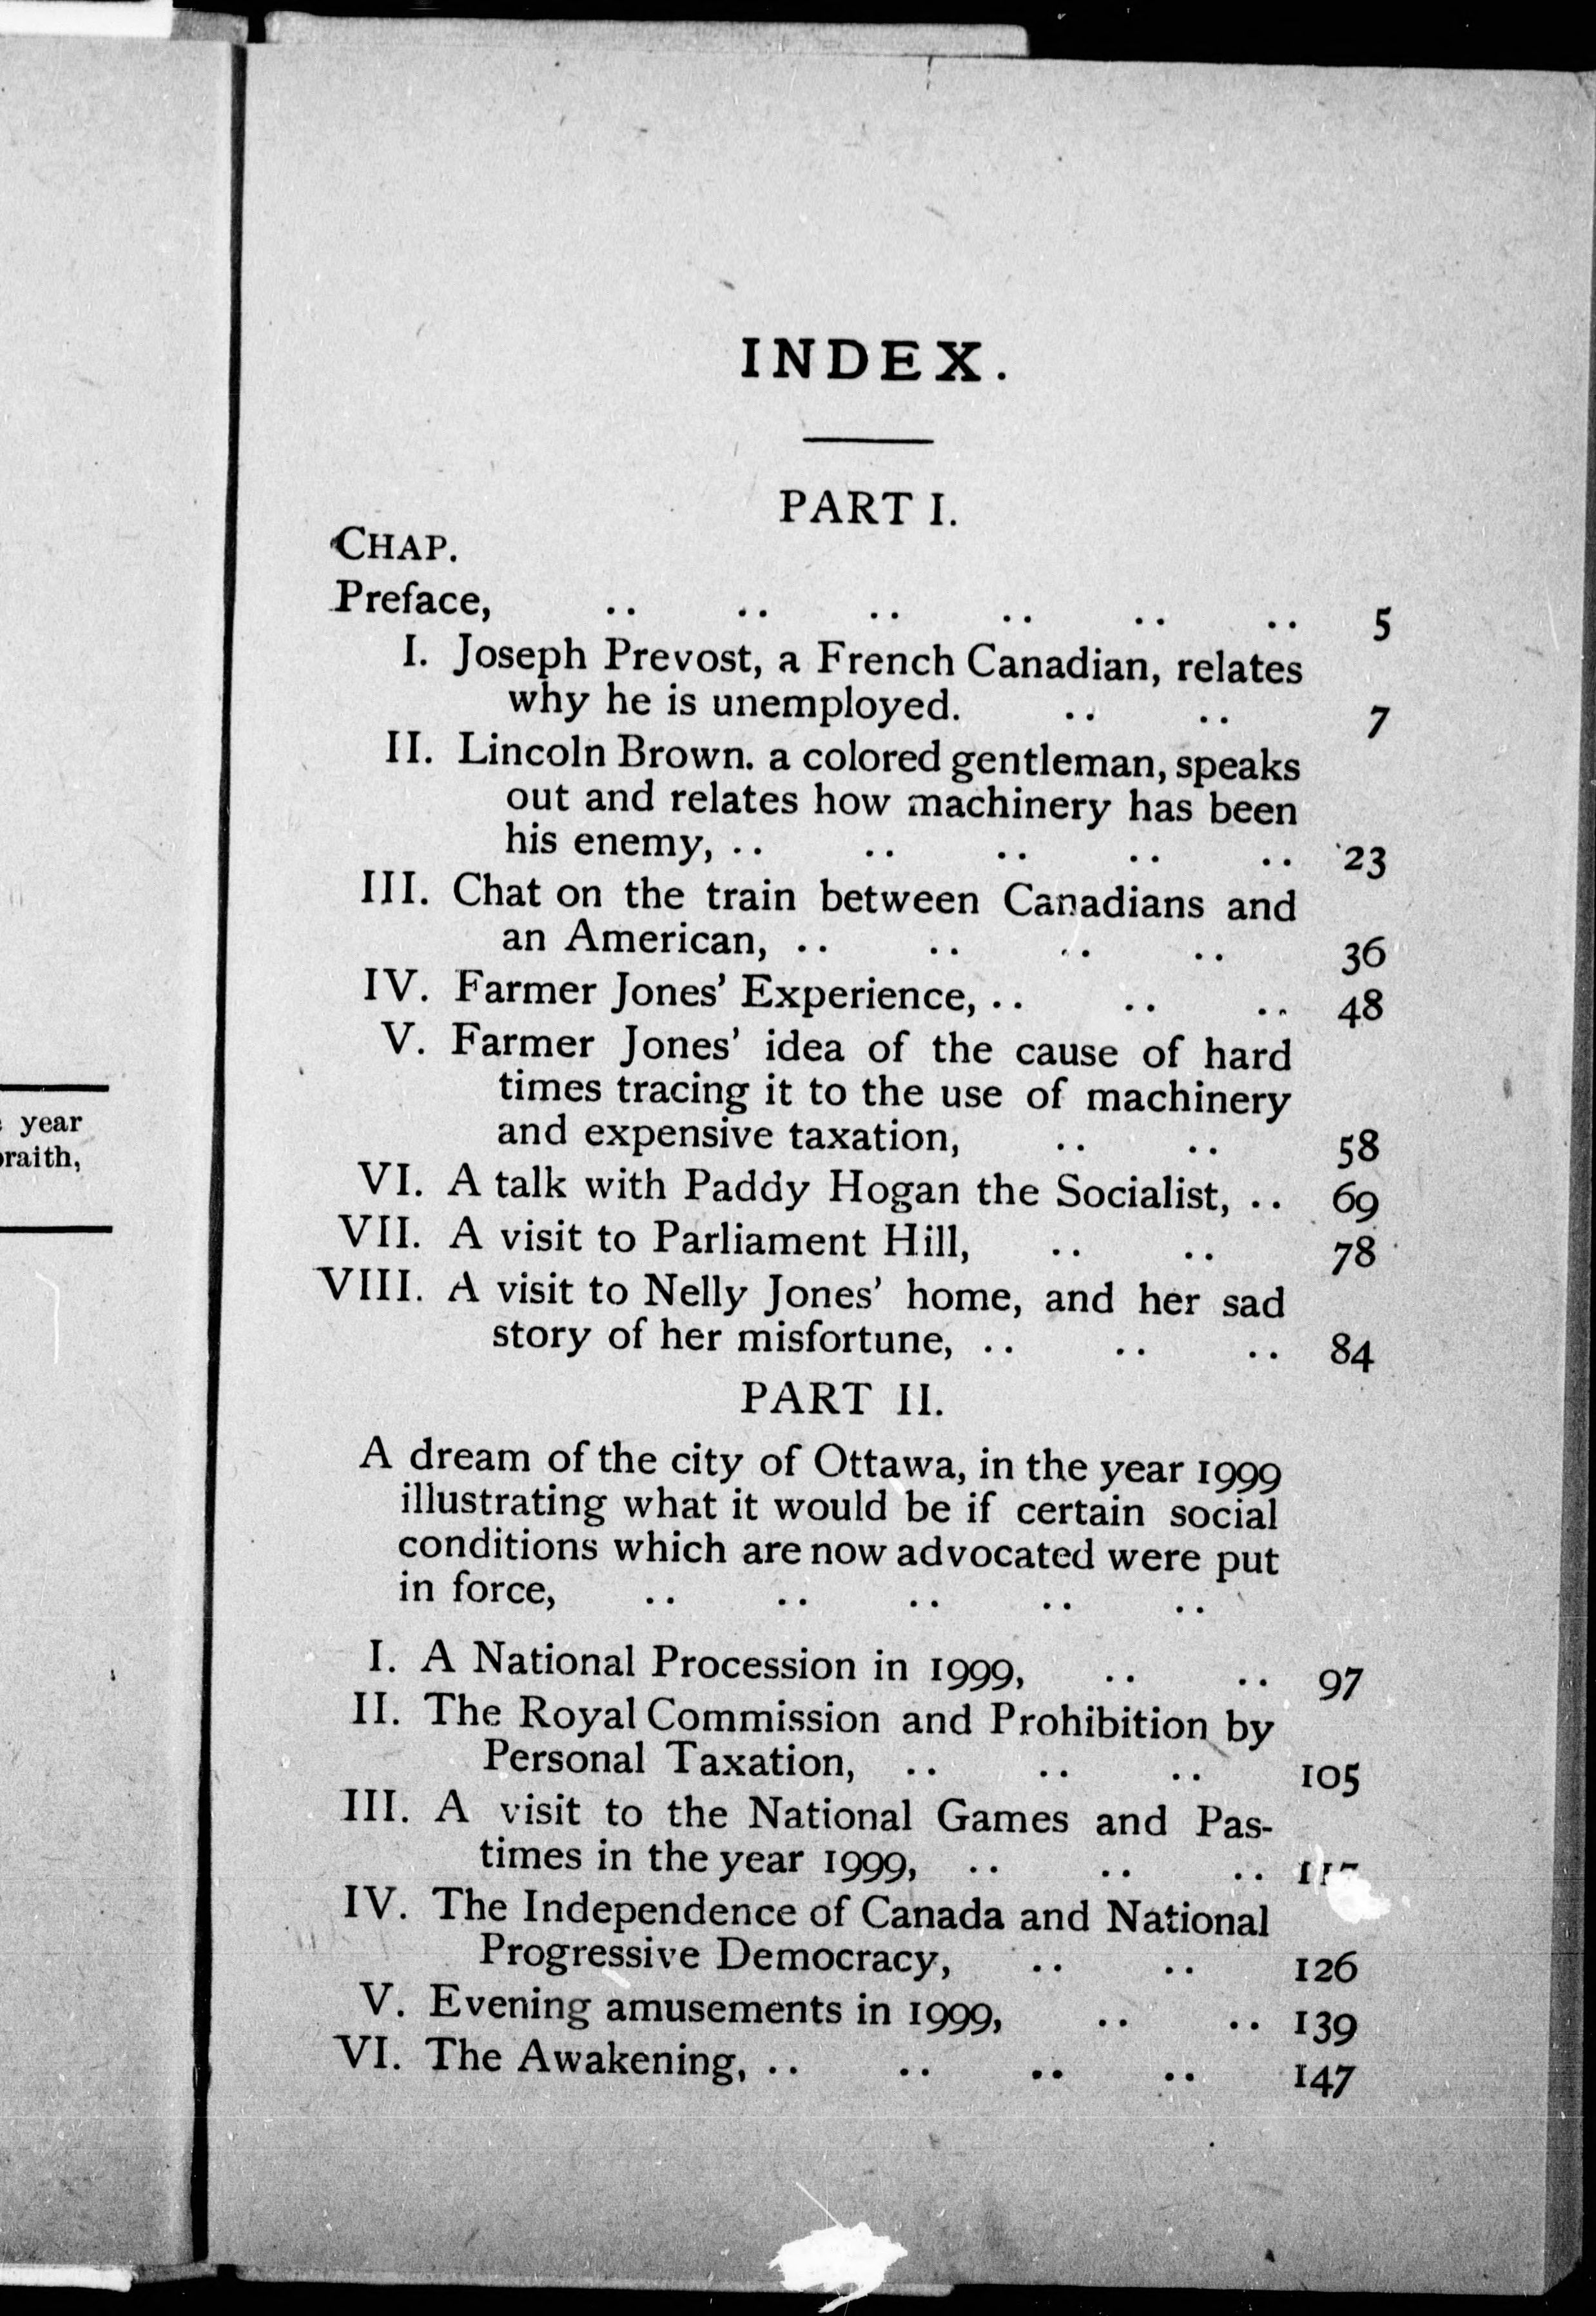 year
raith,
INDEX.
PART I.
CHAP.
Preface, .. .. .. .. .. .. 5
I. Joseph Prevost, a French Canadian, relates
why he is unemployed. .. .. 7
II. Lincoln Brown. a colored gentleman, speaks
out and relates how machinery has been
his enemy, .. .. .. .. .. 23
III. Chat on the train between Canadians and
an American, .. .. .. .. 36
IV. Farmer Jones' Experience, .. .. .. 48
V. Farmer Jones' idea of the cause of hard
times tracing it to the use of machinery
and expensive taxation, .. .. 58
VI. A talk with Paddy Hogan the Socialist, .. 69
VII. A visit to Parliament Hill, .. .. 78
VIII. A visit to Nelly Jones' home, and her sad
story of her misfortune, .. .. .. 84
PART II.
A dream of the city of Ottawa, in the year 1999
illustrating what it would be if certain social
conditions which are now advocated were put
in force, .. .. .. .. ..
I. A National Procession in 1999, .. .. 97
II. The Royal Commission and Prohibition by
Personal Taxation, .. .. .. 105
III. A visit to the National Games and Pas-
times in the year 1999, .. .. ..
IV. The Independence of Canada and National
Progressive Democracy, .. .. 126
V. Evening amusements in 1999, .. .. 139
VI. The Awakening, .. .. .. .. 147